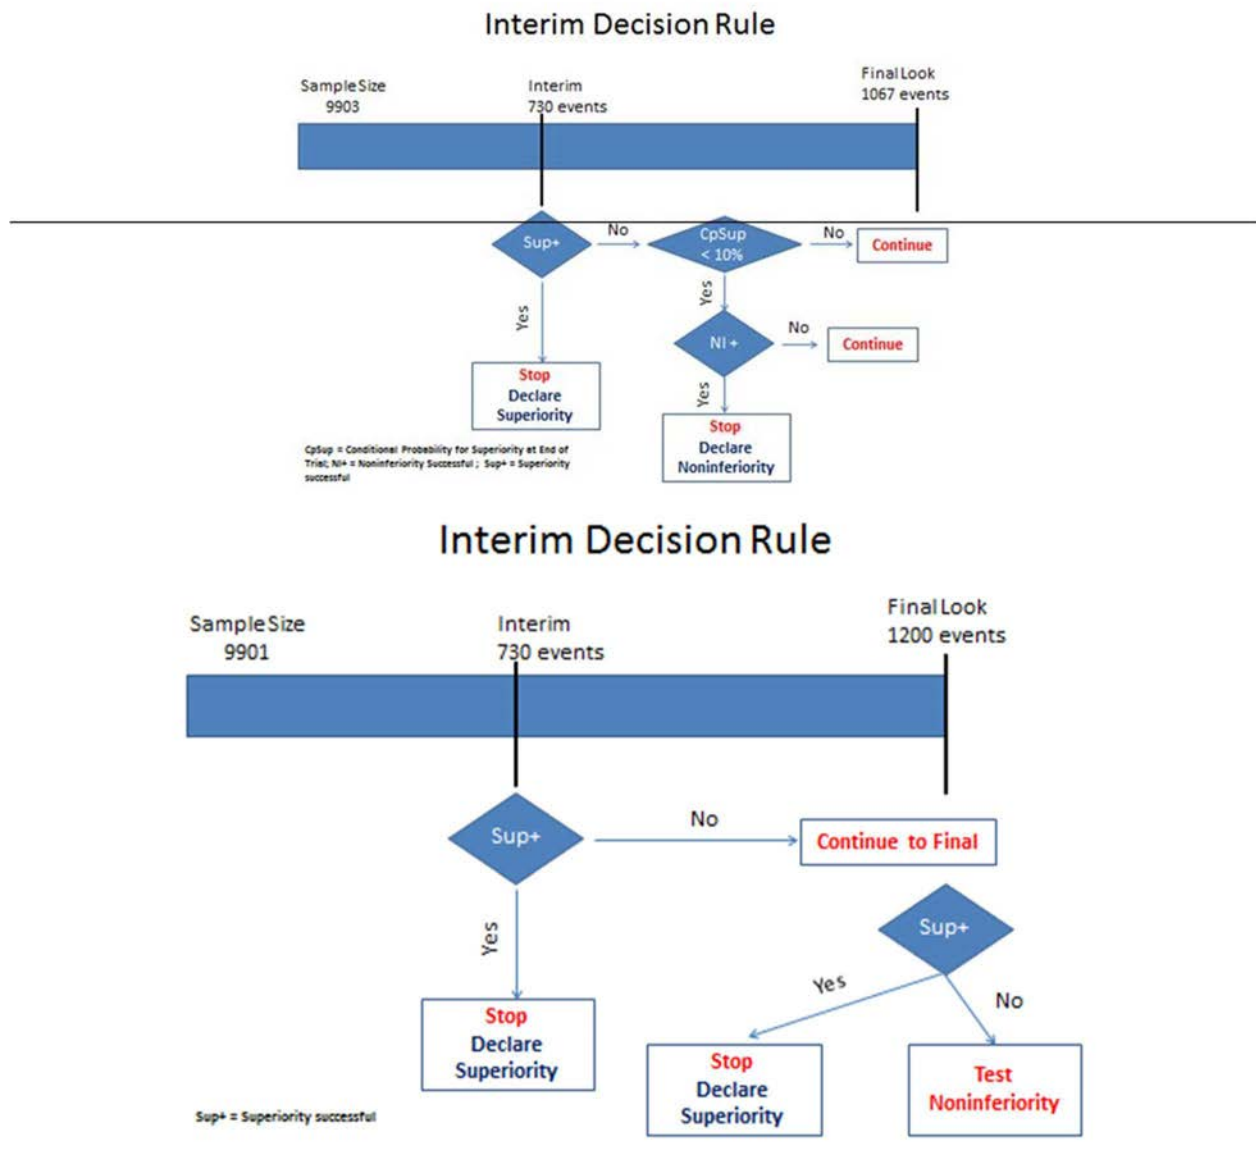 Interim Decision Rule
Sample Size
9903
Interim
730 events
Final Look
1067 events
Sup+
No
CpSup
< 10%
No
Continue
Yes
Yes
NI +
No
Continue
Stop
Declare
Superiority
Yes
Stop
Declare
Noninferiority
CpSup = Conditional Probability for Superiority at End of
Trial; NI+ = Noninferiority Successful ; Sup+ = Superiority
successful
Interim Decision Rule
Sample Size
9901
Interim
730 events
Final Look
1200 events
Sup+
No
Continue to Final
Yes
Sup+
Yes
No
Stop
Declare
Superiority
Stop
Declare
Superiority
Test
Noninferiority
Sup+ = Superiority successful